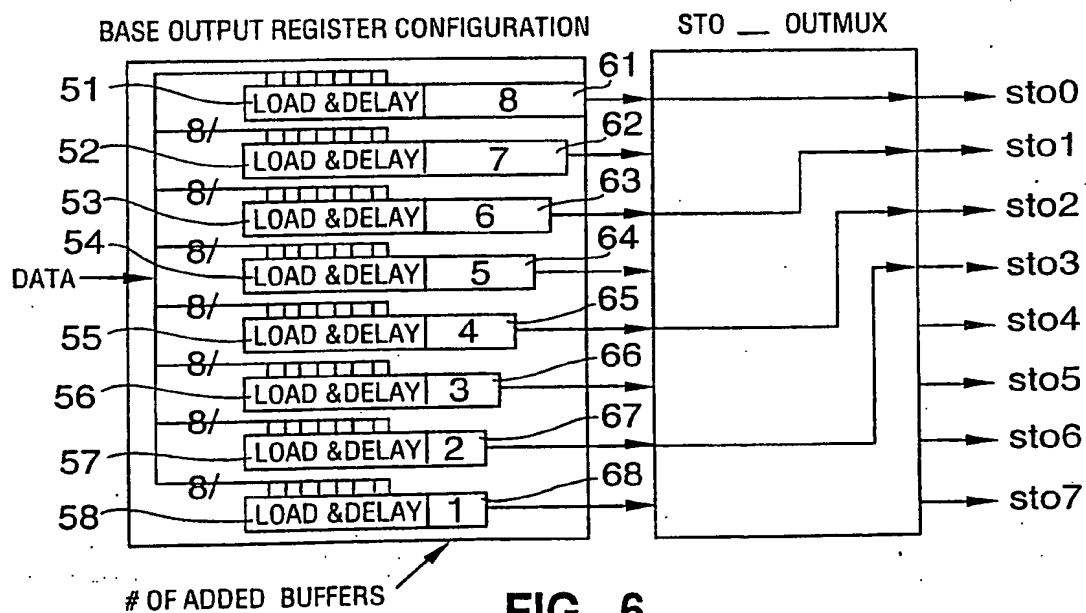 BASE OUTPUT REGISTER CONFIGURATION
STO __ OUTMUX
51 LOAD &DELAY 8 61 sto0
8/
52 LOAD &DELAY 7 62 sto1
8/
53 LOAD &DELAY 6 63 sto2
8/
54 LOAD &DELAY 5 64 sto3
DATA
8/
55 LOAD &DELAY 4 65 sto4
8/
56 LOAD &DELAY 3 66 sto5
8/
57 LOAD &DELAY 2 67 sto6
8/
58 LOAD &DELAY 1 68 sto7
# OF ADDED BUFFERS
FIG. 6